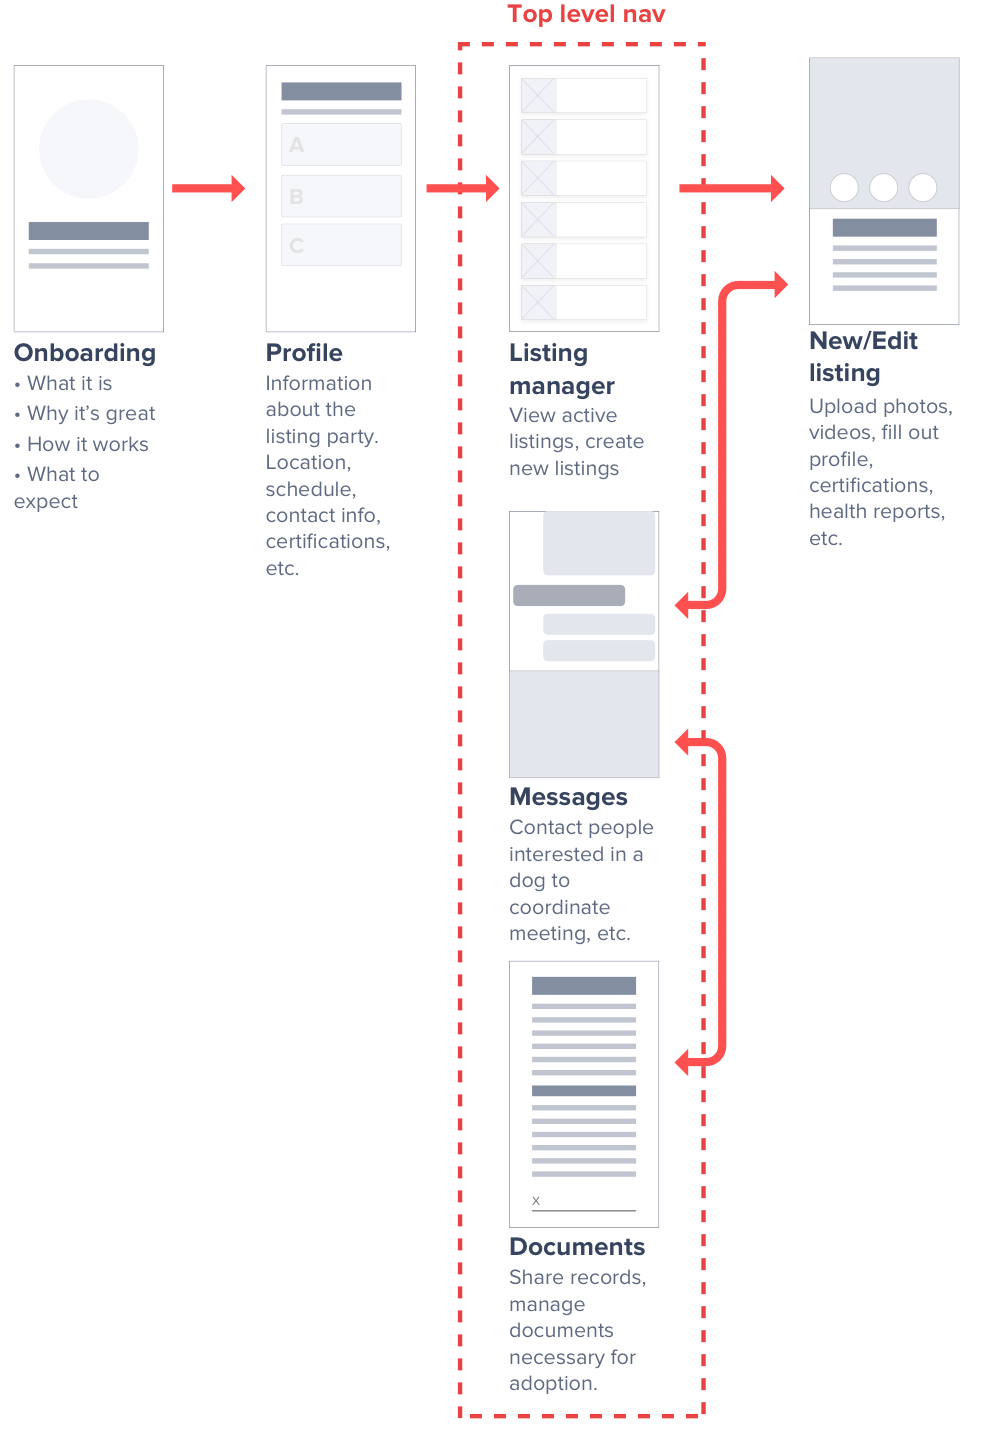 Top level nav
A
B
C
Onboarding
• What it is
• Why it’s great
• How it works
• What to
expect
Profile
Information
about the
listing party.
Location,
schedule,
contact info,
certifications,
etc.
Listing
manager
View active
listings, create
new listings
New/Edit
listing
Upload photos,
videos, fill out
profile,
certifications,
health reports,
etc.
Messages
Contact people
interested in a
dog to
coordinate
meeting, etc.
X
Documents
Share records,
manage
documents
necessary for
adoption.